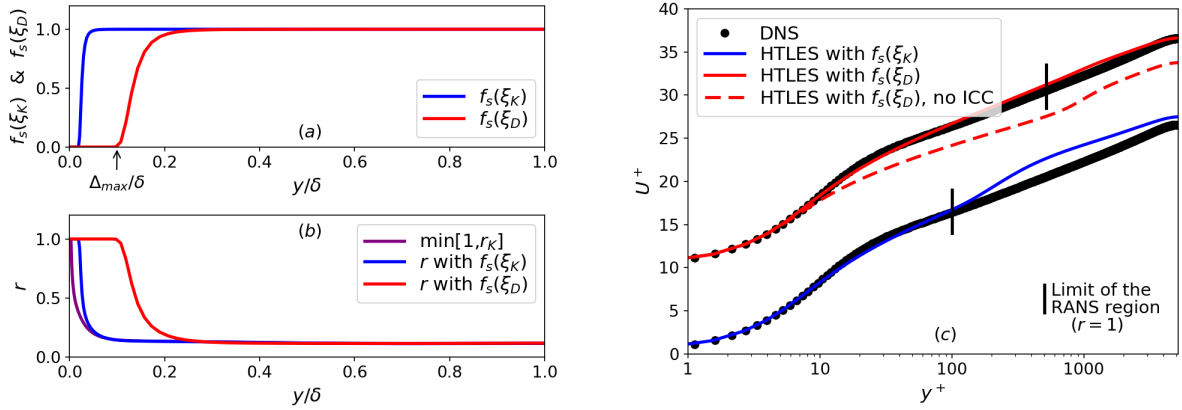 f_s(ξ_K) & f_s(ξ_D)
1.0
0.5
0.0
f_s(ξ_K)
f_s(ξ_D)
(a)
0.0 0.2 0.4 0.6 0.8 1.0
Δ_max/δ
y/δ
r
1.0
0.5
0.0
(b)
min[1,r_K]
r with f_s(ξ_K)
r with f_s(ξ_D)
0.0 0.2 0.4 0.6 0.8 1.0
y/δ
U^+
40
35
30
25
20
15
10
5
0
DNS
HTLES with f_s(ξ_K)
HTLES with f_s(ξ_D)
HTLES with f_s(ξ_D), no ICC
Limit of the
RANS region
(r = 1)
(c)
1 10 100 1000
y^+